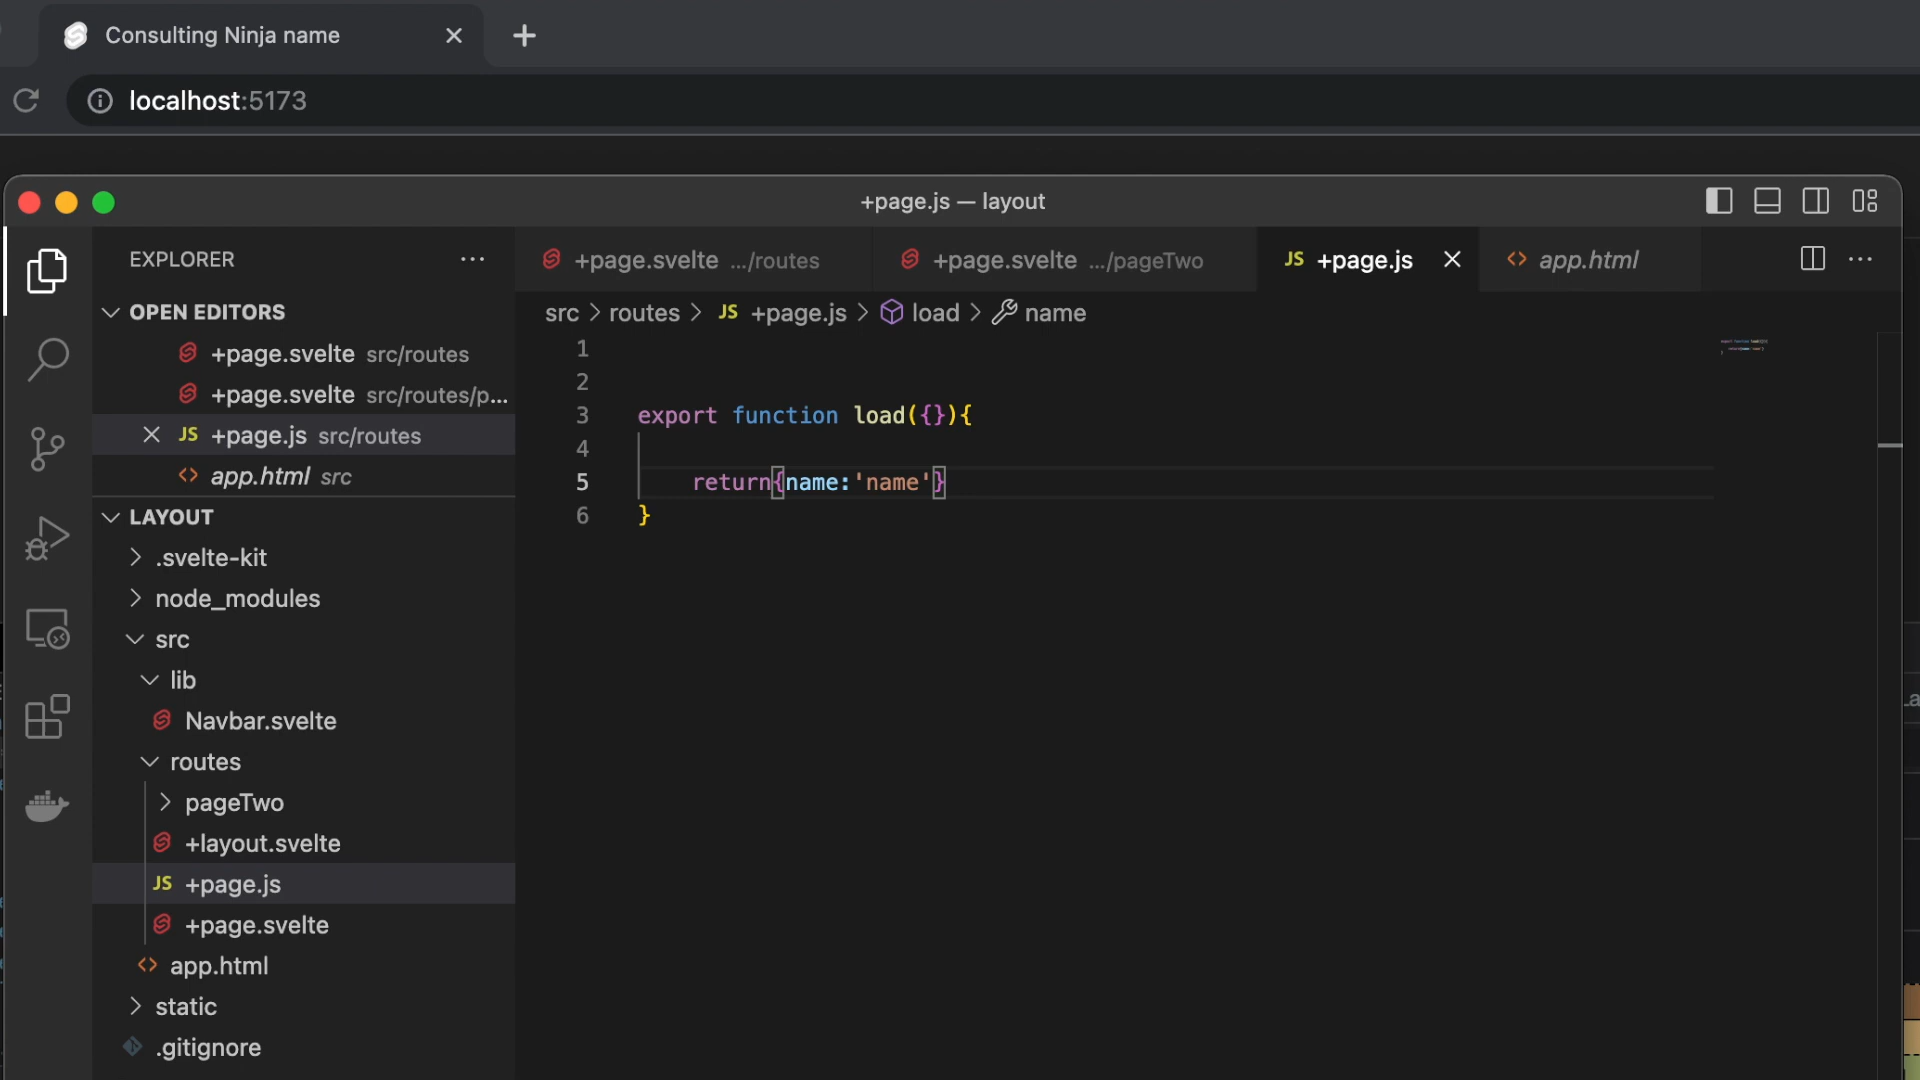 Consulting Ninja name
localhost:5173
+page.js — layout
EXPLORER
+page.svelte .../routes
+page.svelte .../pageTwo
JS +page.js
<> app.html
src > routes > JS +page.js > load > name
OPEN EDITORS
+page.svelte src/routes
+page.svelte src/routes/p...
JS +page.js src/routes
<> app.html src
LAYOUT
.svelte-kit
node_modules
src
lib
Navbar.svelte
routes
pageTwo
+layout.svelte
JS +page.js
+page.svelte
<> app.html
static
.gitignore
1
2
3 export function load({}){
4
5 return{name:'name'}
6 }